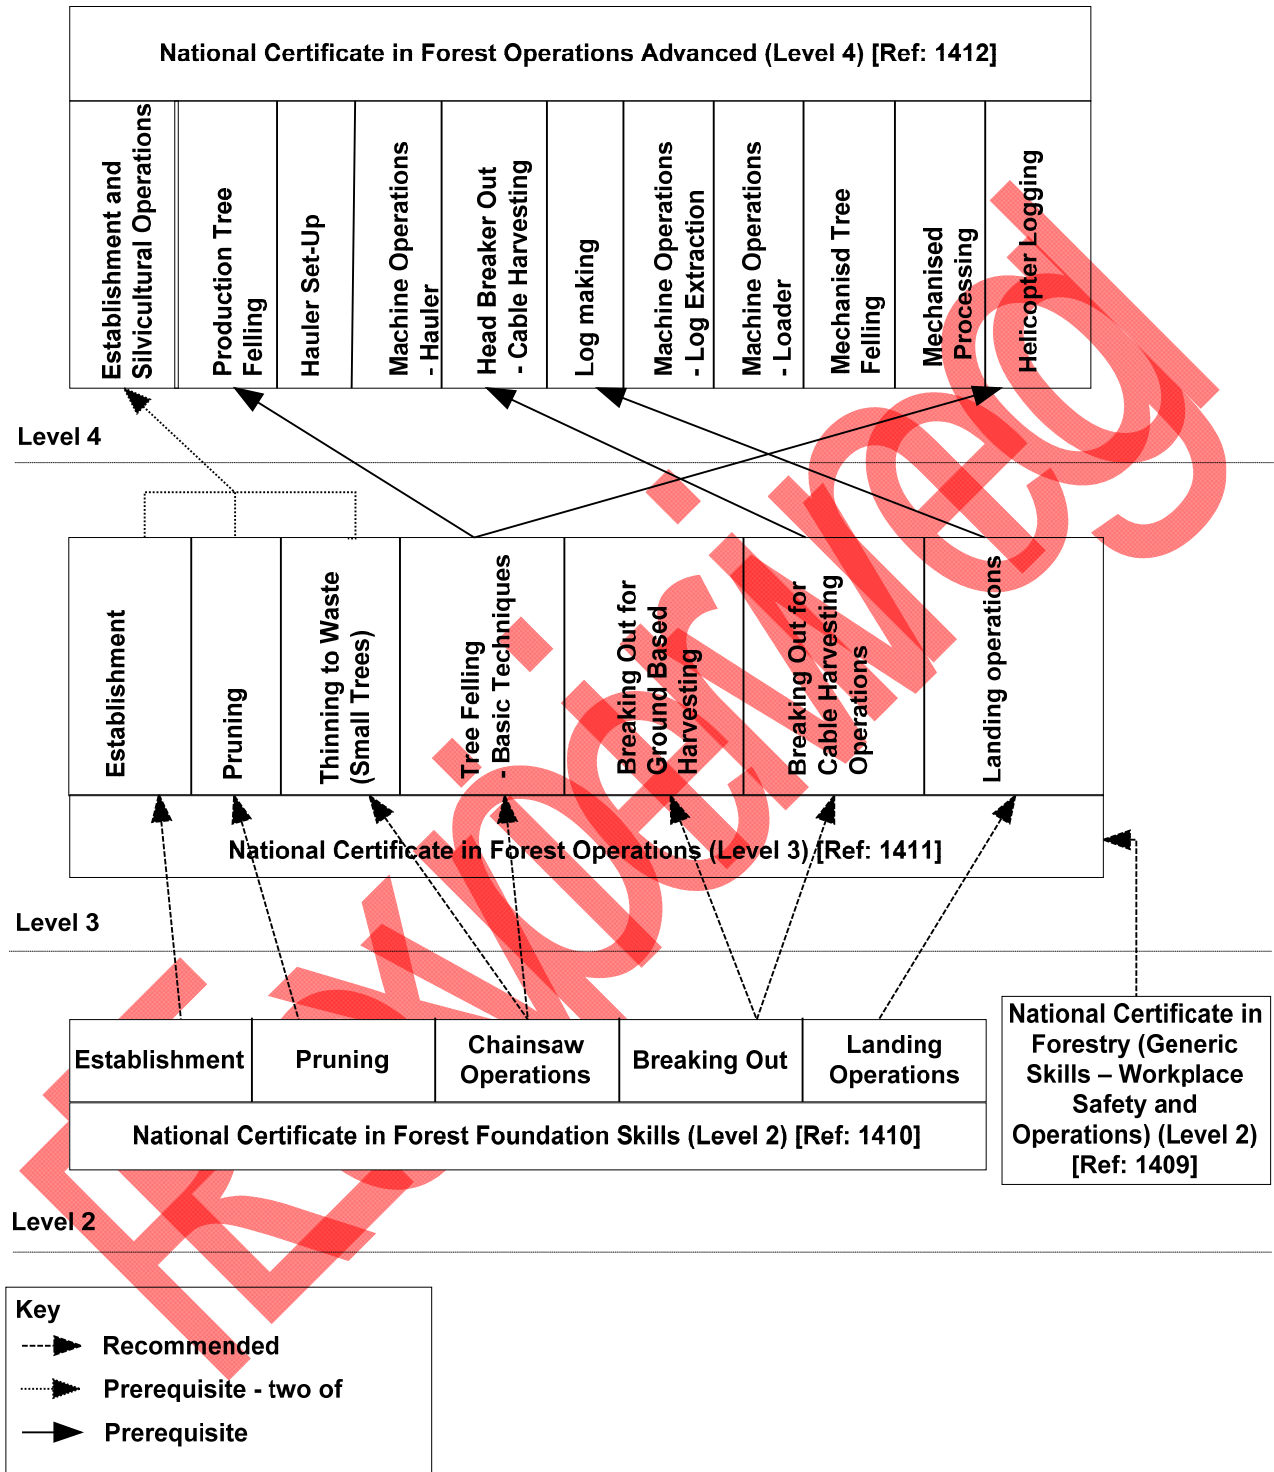 National Certificate in Forest Operations Advanced (Level 4) [Ref: 1412]
Establishment and
Silvicultural Operations
Production Tree
Felling
Hauler Set-Up
Machine Operations
- Hauler
Head Breaker Out
- Cable Harvesting
Log making
Machine Operations
- Log Extraction
Machine Operations
- Loader
Mechanisd Tree
Felling
Mechanised
Processing
Helicopter Logging
Level 4
Establishment
Pruning
Thinning to Waste
(Small Trees)
Tree Felling
- Basic Techniques
Breaking Out for
Ground Based
Harvesting
Breaking Out for
Cable Harvesting
Operations
Landing operations
National Certificate in Forest Operations (Level 3) [Ref: 1411]
Level 3
Establishment
Pruning
Chainsaw
Operations
Breaking Out
Landing
Operations
National Certificate in Forest Foundation Skills (Level 2) [Ref: 1410]
National Certificate in
Forestry (Generic
Skills – Workplace
Safety and
Operations) (Level 2)
[Ref: 1409]
Level 2
Key
Recommended
Prerequisite - two of
Prerequisite